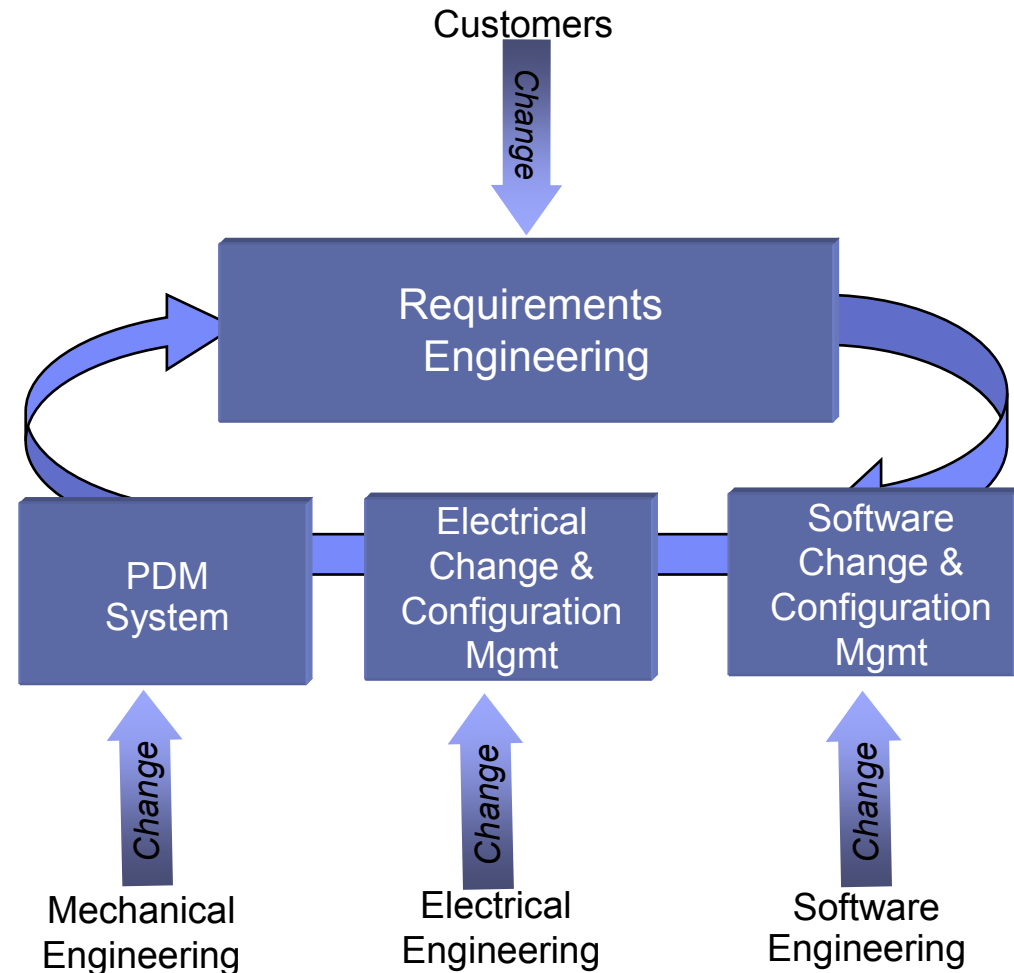 Customers
Change
Requirements
Engineering
PDM
System
Electrical
Change &
Configuration
Mgmt
Software
Change &
Configuration
Mgmt
Change
Change
Change
Mechanical
Engineering
Electrical
Engineering
Software
Engineering